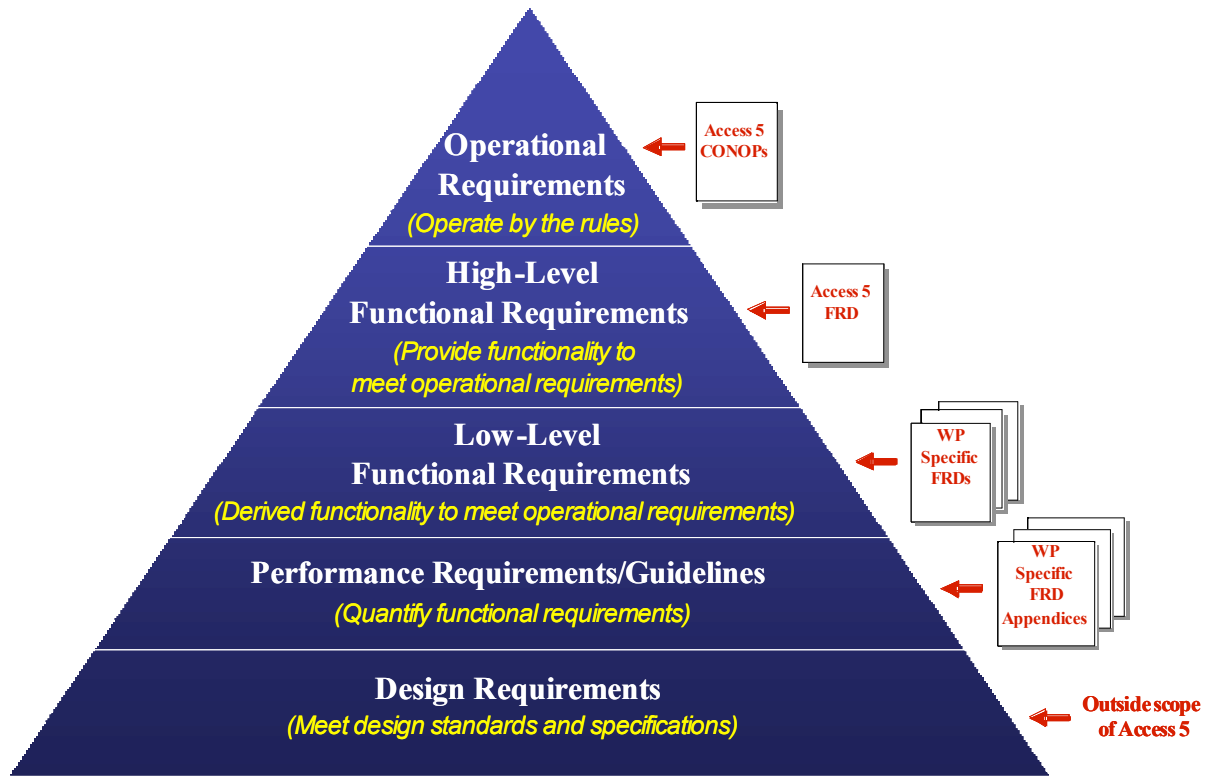 Operational
Requirements
(Operate by the rules)
Access 5
CONOPs
High-Level
Functional Requirements
(Provide functionality to
meet operational requirements)
Access 5
FRD
Low-Level
Functional Requirements
(Derived functionality to meet operational requirements)
WP
Specific
FRDs
Performance Requirements/Guidelines
(Quantify functional requirements)
WP
Specific
FRD
Appendices
Design Requirements
(Meet design standards and specifications)
Outside scope
of Access 5